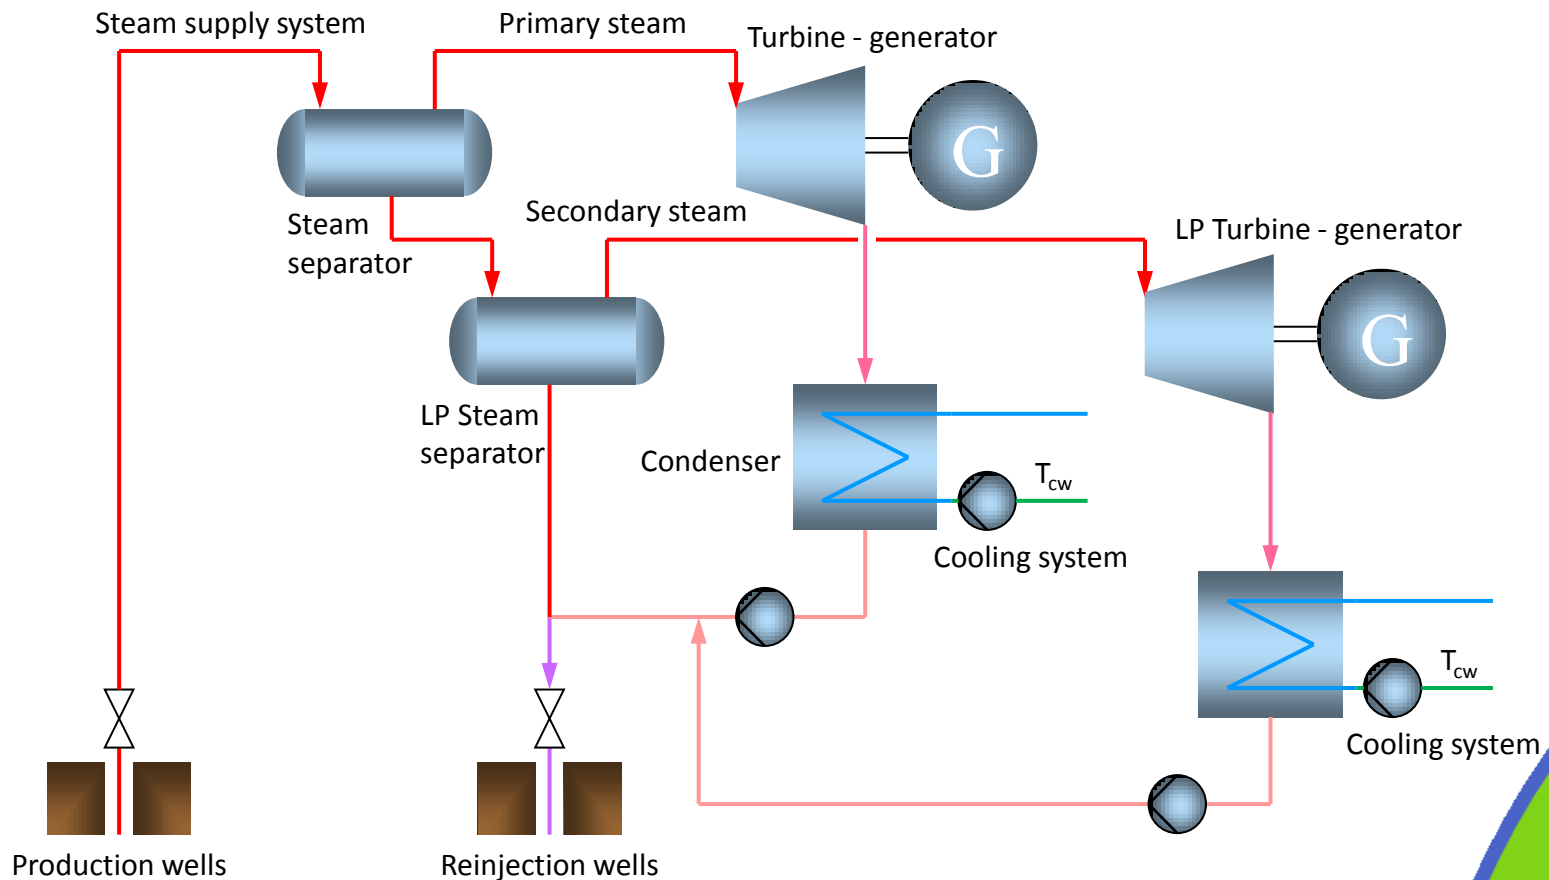 Steam supply system
Primary steam
Turbine - generator
G
Steam
separator
Secondary steam
LP Turbine - generator
G
LP Steam
separator
Condenser
Tcw
Cooling system
Tcw
Cooling system
Production wells
Reinjection wells